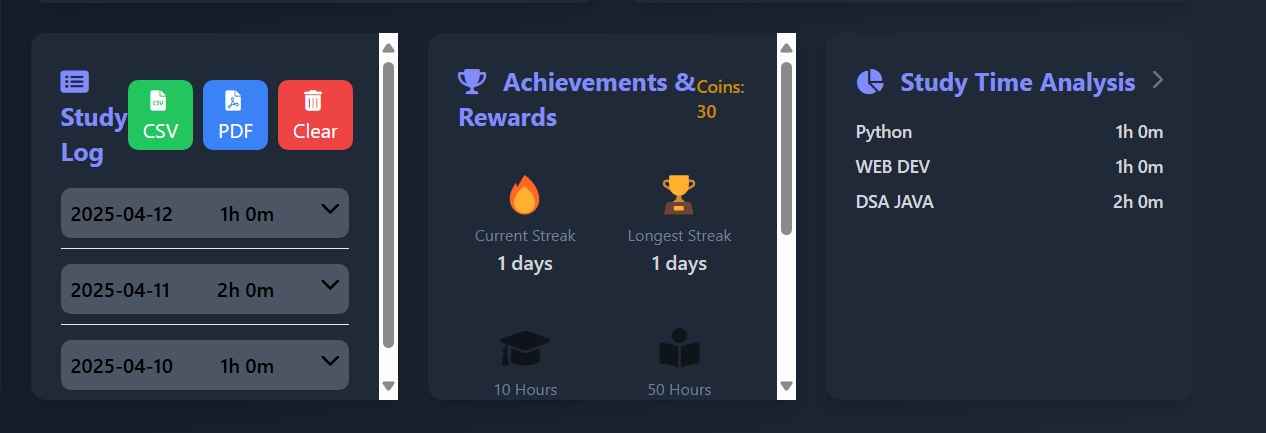 Study
Log
CSV
CSV
PDF
Clear
2025-04-12 1h 0m
2025-04-11 2h 0m
2025-04-10 1h 0m
Achievements &
Rewards
Coins:
30
Current Streak
1 days
Longest Streak
1 days
10 Hours
50 Hours
Study Time Analysis
Python 1h 0m
WEB DEV 1h 0m
DSA JAVA 2h 0m